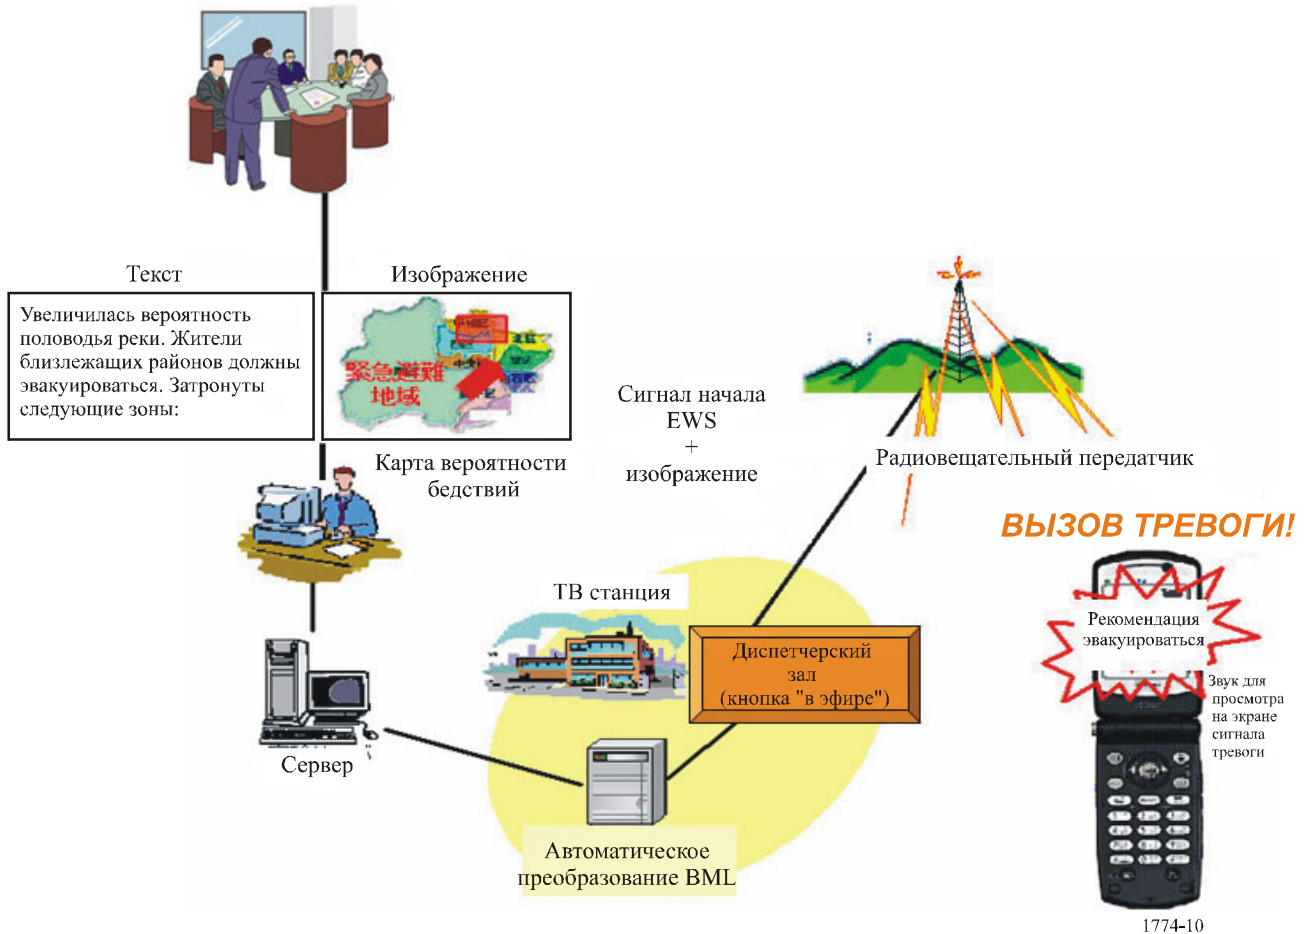 Текст
Изображение
Увеличилась вероятность
половодья реки. Жители
близлежащих районов должны
эвакуироваться. Затронуты
следующие зоны:
緊急避難
地域
Карта вероятности
бедствий
Сигнал начала
EWS
+
изображение
Радиовещательный передатчик
ВЫЗОВ ТРЕВОГИ!
Рекомендация
эвакуироваться
Звук для
просмотра
на экране
сигнала
тревоги
ТВ станция
Диспетчерский
зал
(кнопка "в эфире")
Сервер
Автоматическое
преобразование BML
1774-10